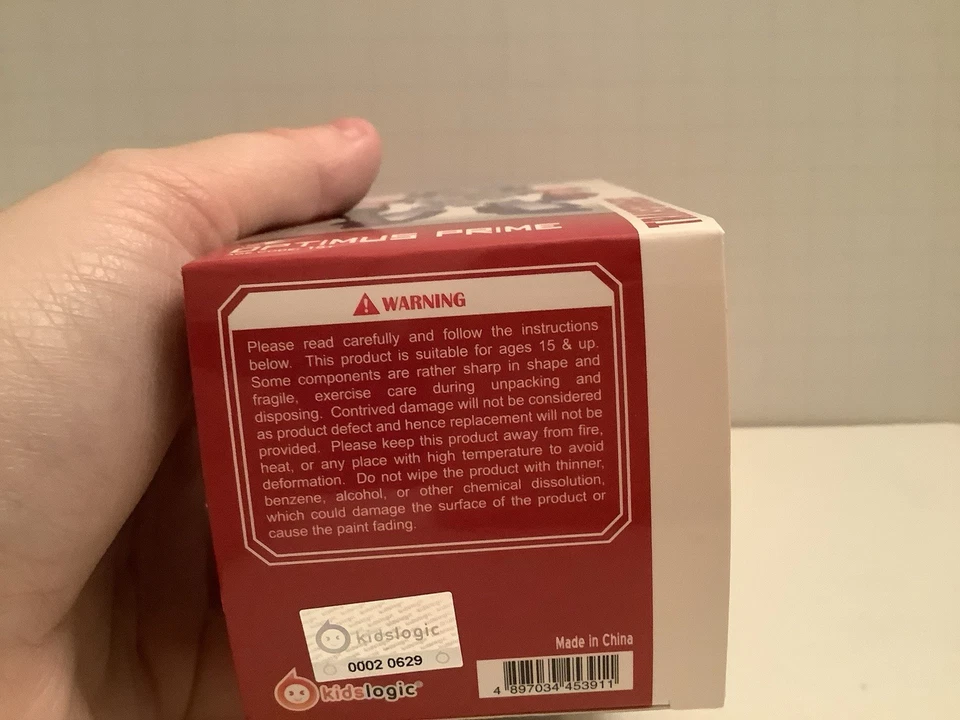 OPTIMUS PRIME
WARNING
Please read carefully and follow the instructions
below. This product is suitable for ages 15 & up.
Some components are rather sharp in shape and
fragile, exercise care during unpacking and
disposing. Contrived damage will not be considered
as product defect and hence replacement will not be
provided. Please keep this product away from fire,
heat, or any place with high temperature to avoid
deformation. Do not wipe the product with thinner,
benzene, alcohol, or other chemical dissolution,
which could damage the surface of the product or
cause the paint fading.
kidslogic
0002 0629
Made in China
kidslogic®
4 897034 453911